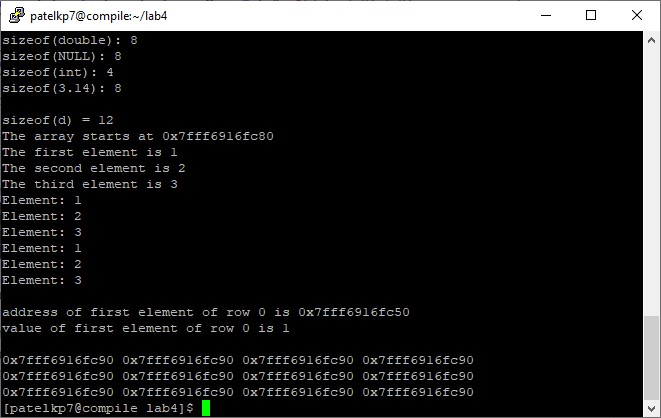 patelkp7@compile:~/lab4
sizeof(double): 8
sizeof(NULL): 8
sizeof(int): 4
sizeof(3.14): 8
sizeof(d) = 12
The array starts at 0x7fff6916fc80
The first element is 1
The second element is 2
The third element is 3
Element: 1
Element: 2
Element: 3
Element: 1
Element: 2
Element: 3
address of first element of row 0 is 0x7fff6916fc50
value of first element of row 0 is 1
0x7fff6916fc90 0x7fff6916fc90 0x7fff6916fc90 0x7fff6916fc90
0x7fff6916fc90 0x7fff6916fc90 0x7fff6916fc90 0x7fff6916fc90
0x7fff6916fc90 0x7fff6916fc90 0x7fff6916fc90 0x7fff6916fc90
[patelkp7@compile lab4]$